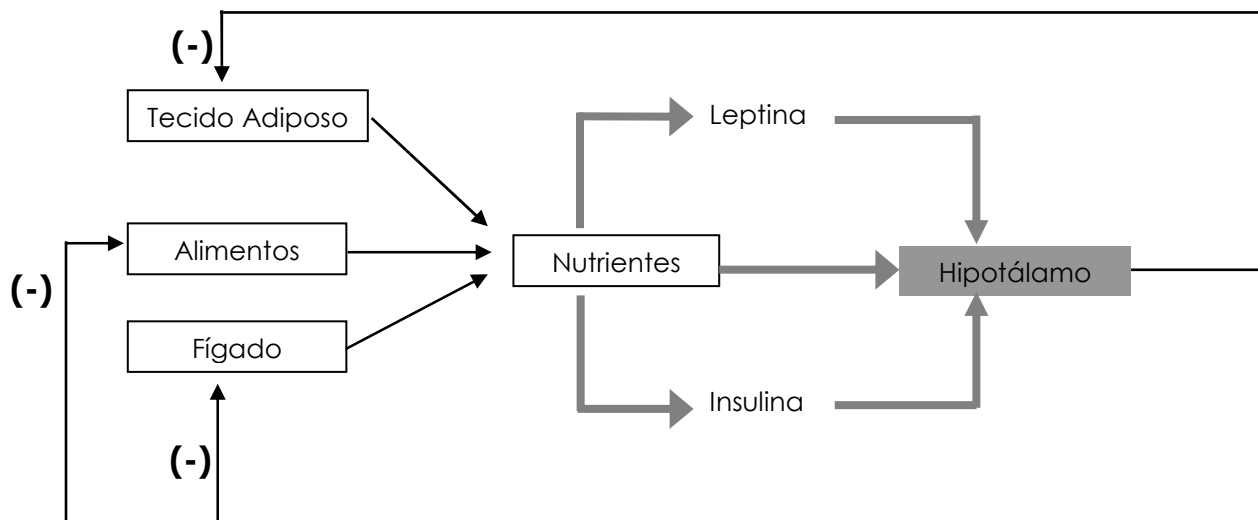 (-)
Tecido Adiposo
Leptina
Alimentos
Nutrientes
Hipotálamo
(-)
Fígado
Insulina
(-)